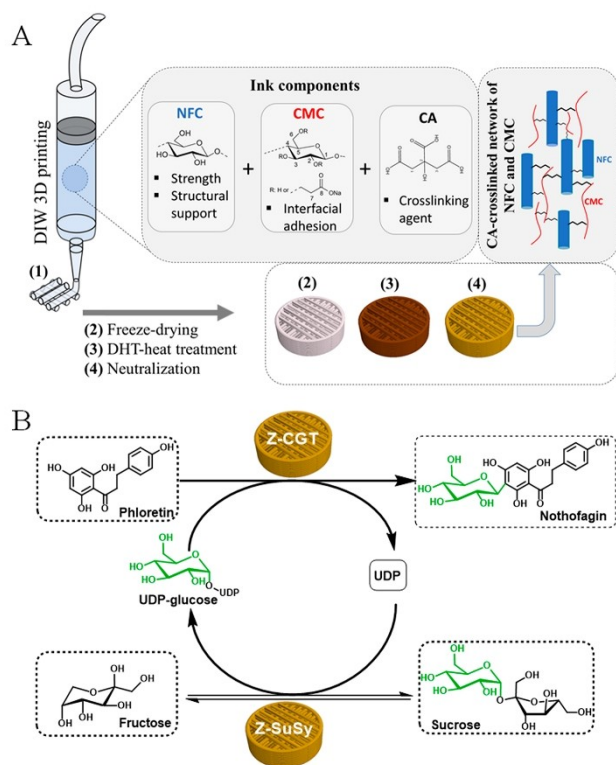 A
DIW 3D printing
(1)
Ink components
NFC
Strength
Structural support
+
CMC
R: H or
Interfacial adhesion
+
CA
Crosslinking agent
CA-crosslinked network of NFC and CMC
NFC
CMC
(2) Freeze-drying
(3) DHT-heat treatment
(4) Neutralization
(2)
(3)
(4)
B
Z-CGT
Phloretin
Nothofagin
UDP-glucose
UDP
Fructose
Z-SuSy
Sucrose